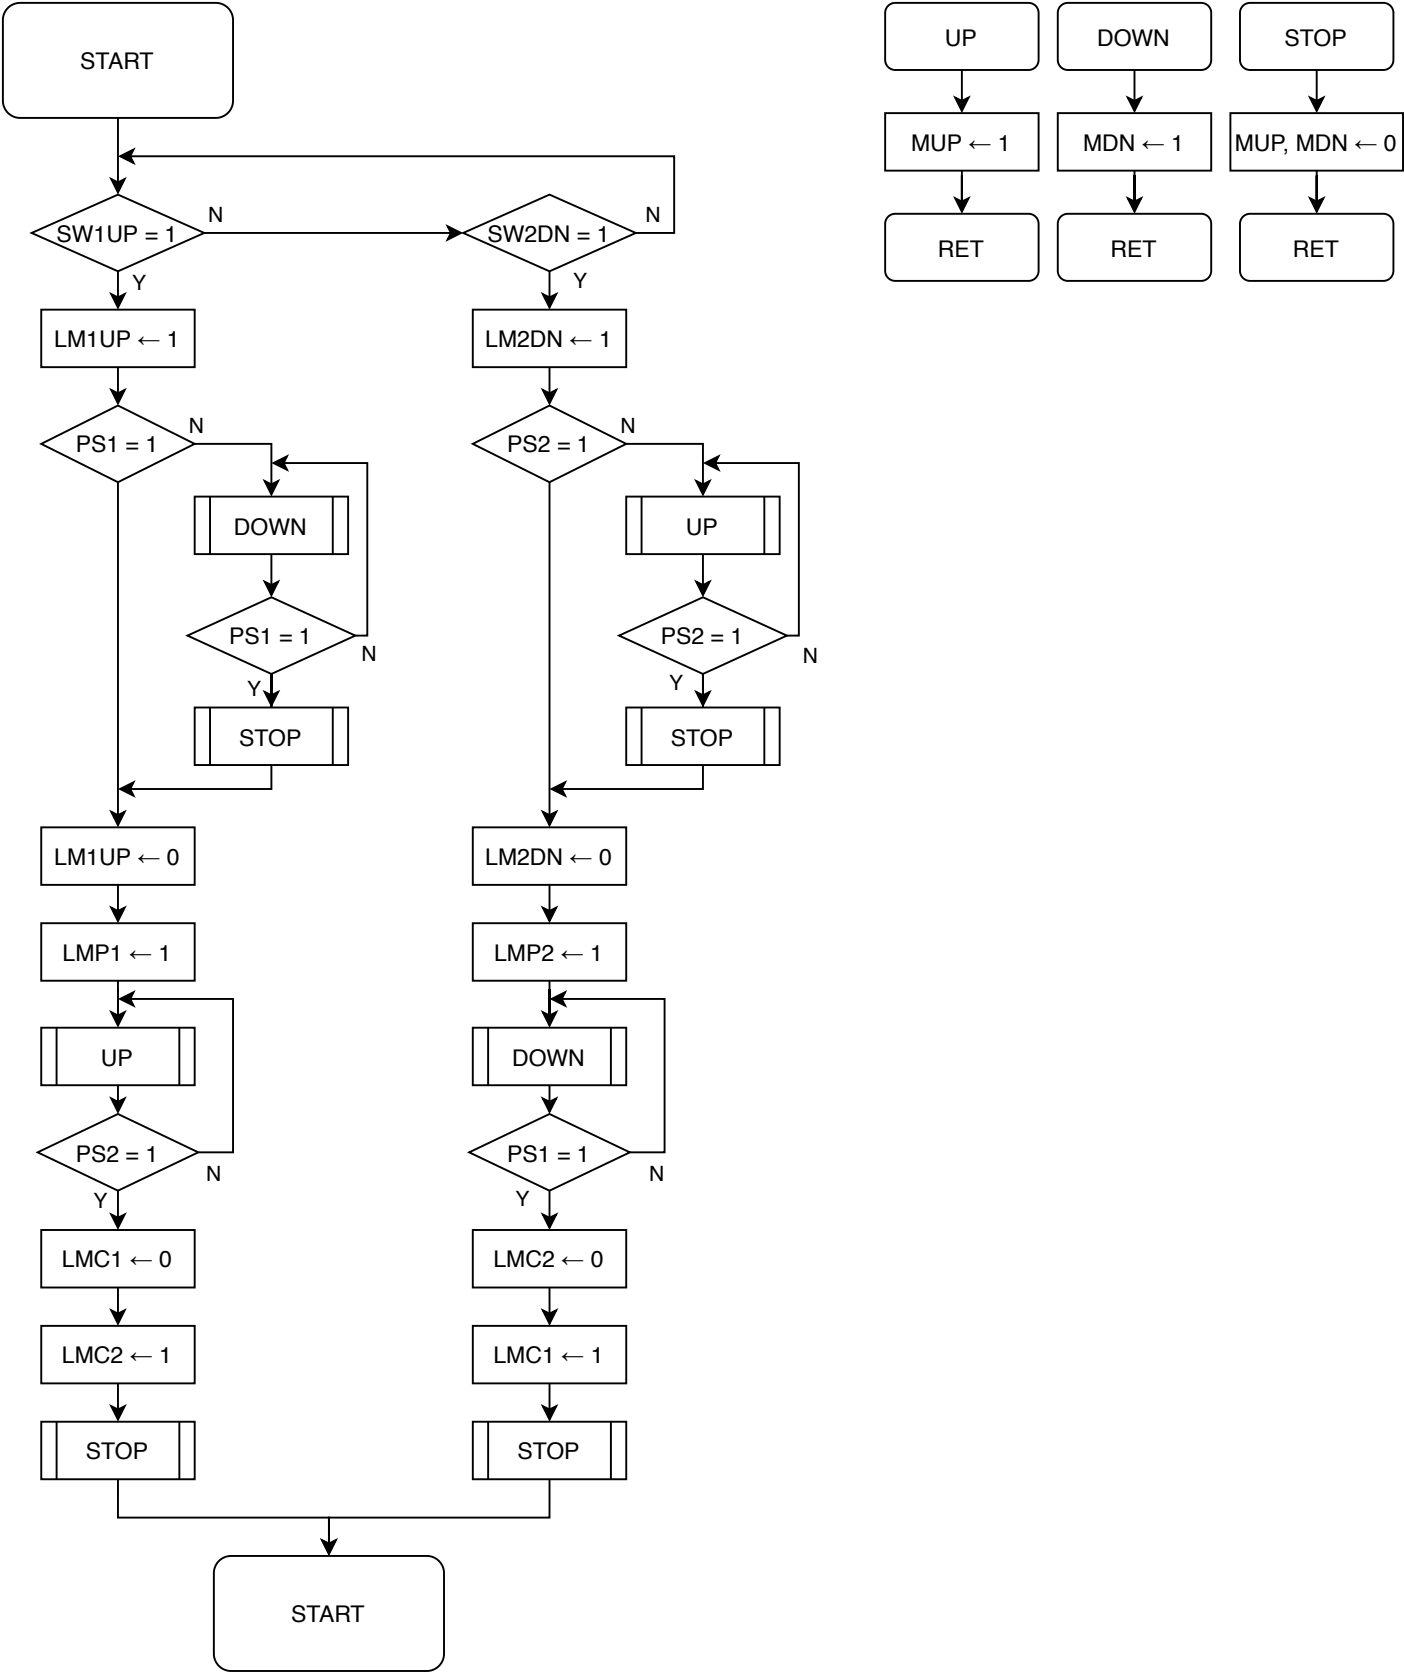 START
SW1UP = 1
N
Y
SW2DN = 1
N
Y
LM1UP ← 1
PS1 = 1
N
DOWN
PS1 = 1
N
Y
STOP
LM1UP ← 0
LMP1 ← 1
UP
PS2 = 1
N
Y
LMC1 ← 0
LMC2 ← 1
STOP
LM2DN ← 1
PS2 = 1
N
UP
PS2 = 1
N
Y
STOP
LM2DN ← 0
LMP2 ← 1
DOWN
PS1 = 1
N
Y
LMC2 ← 0
LMC1 ← 1
STOP
START
UP
MUP ← 1
RET
DOWN
MDN ← 1
RET
STOP
MUP, MDN ← 0
RET